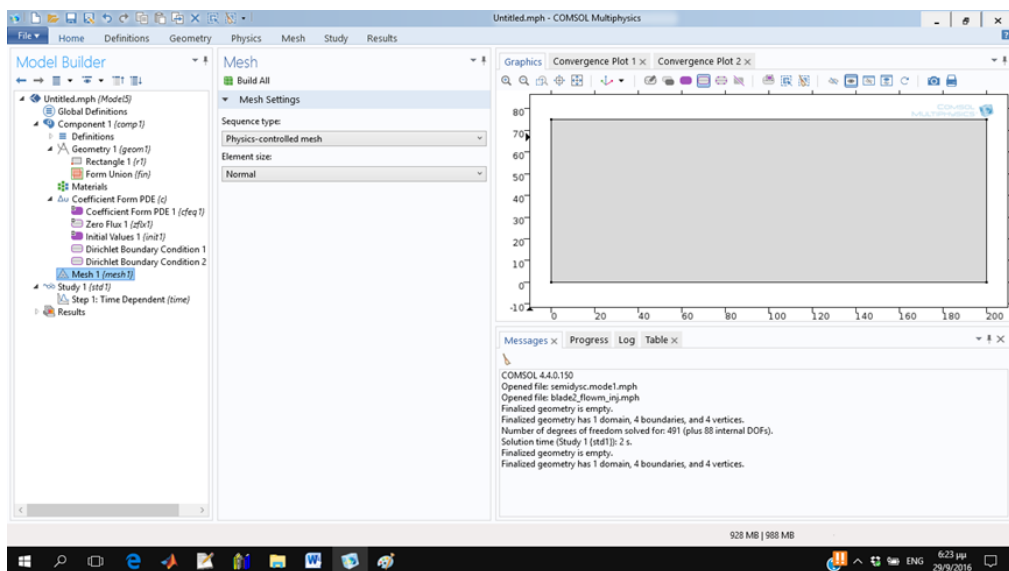 Untitled.mph - COMSOL Multiphysics
File Home Definitions Geometry Physics Mesh Study Results
Model Builder
Untitled.mph (Model5)
Global Definitions
Component 1 (comp1)
Definitions
Geometry 1 (geom1)
Rectangle 1 (r1)
Form Union (fin)
Materials
Δu Coefficient Form PDE (c)
Coefficient Form PDE 1 (cfeq1)
Zero Flux 1 (zflx1)
Initial Values 1 (init1)
Dirichlet Boundary Condition 1
Dirichlet Boundary Condition 2
Mesh 1 (mesh1)
Study 1 (std1)
Step 1: Time Dependent (time)
Results
Mesh
Build All
Mesh Settings
Sequence type:
Physics-controlled mesh
Element size:
Normal
Graphics Convergence Plot 1 Convergence Plot 2
COMSOL
MULTIPHYSICS
80
70
60
50
40
30
20
10
0
-10
0 20 40 60 80 100 120 140 160 180 200
Messages Progress Log Table
COMSOL 4.4.0.150
Opened file: semidysc.mode1.mph
Opened file: blade2_flowm_inj.mph
Finalized geometry is empty.
Finalized geometry has 1 domain, 4 boundaries, and 4 vertices.
Number of degrees of freedom solved for: 491 (plus 88 internal DOFs).
Solution time (Study 1 {std1}): 2 s.
Finalized geometry is empty.
Finalized geometry has 1 domain, 4 boundaries, and 4 vertices.
928 MB | 988 MB
ENG
6:23 μμ
29/9/2016